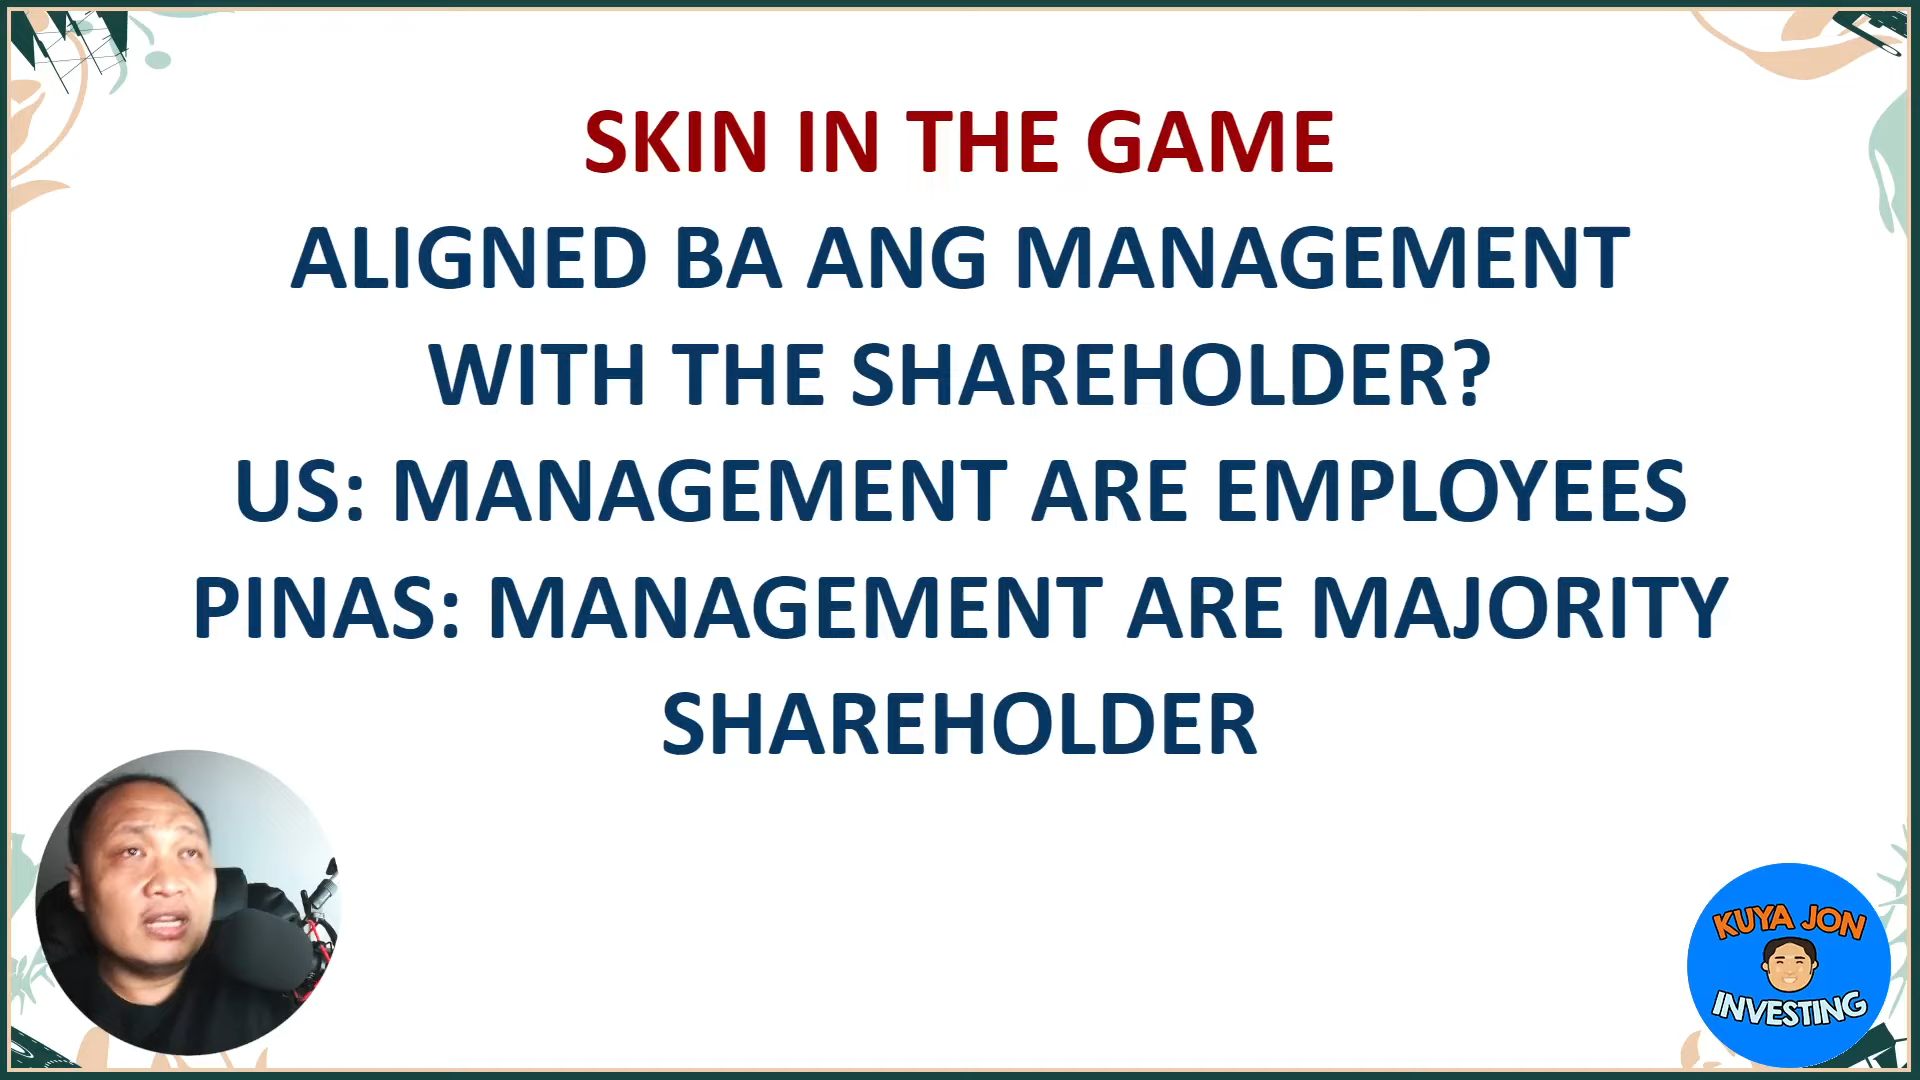 SKIN IN THE GAME
ALIGNED BA ANG MANAGEMENT
WITH THE SHAREHOLDER?
US: MANAGEMENT ARE EMPLOYEES
PINAS: MANAGEMENT ARE MAJORITY
SHAREHOLDER
KUYA JON
INVESTING